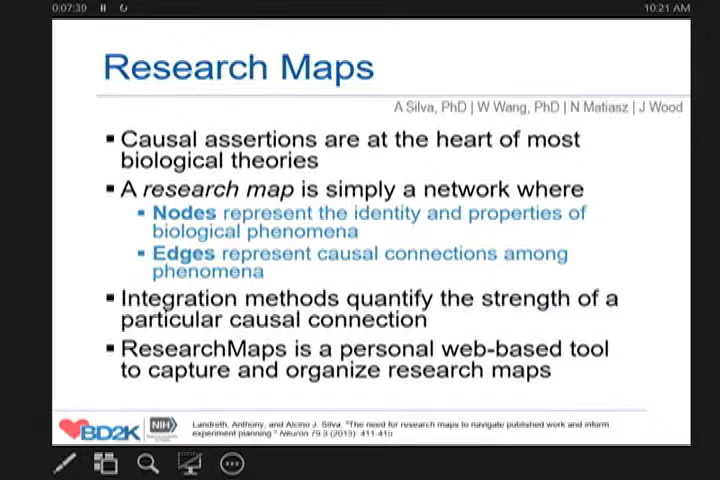 0:07:39
10:21 AM
Research Maps
A Silva, PhD | W Wang, PhD | N Matiasz | J Wood
▪ Causal assertions are at the heart of most
biological theories
▪ A research map is simply a network where
▪ Nodes represent the identity and properties of
biological phenomena
▪ Edges represent causal connections among
phenomena
▪ Integration methods quantify the strength of a
particular causal connection
▪ ResearchMaps is a personal web-based tool
to capture and organize research maps
BD2K
NIH
Landreth, Anthony, and Alcino J. Silva. "The need for research maps to navigate published work and inform
experiment planning." Neuron 79.3 (2013): 411-415